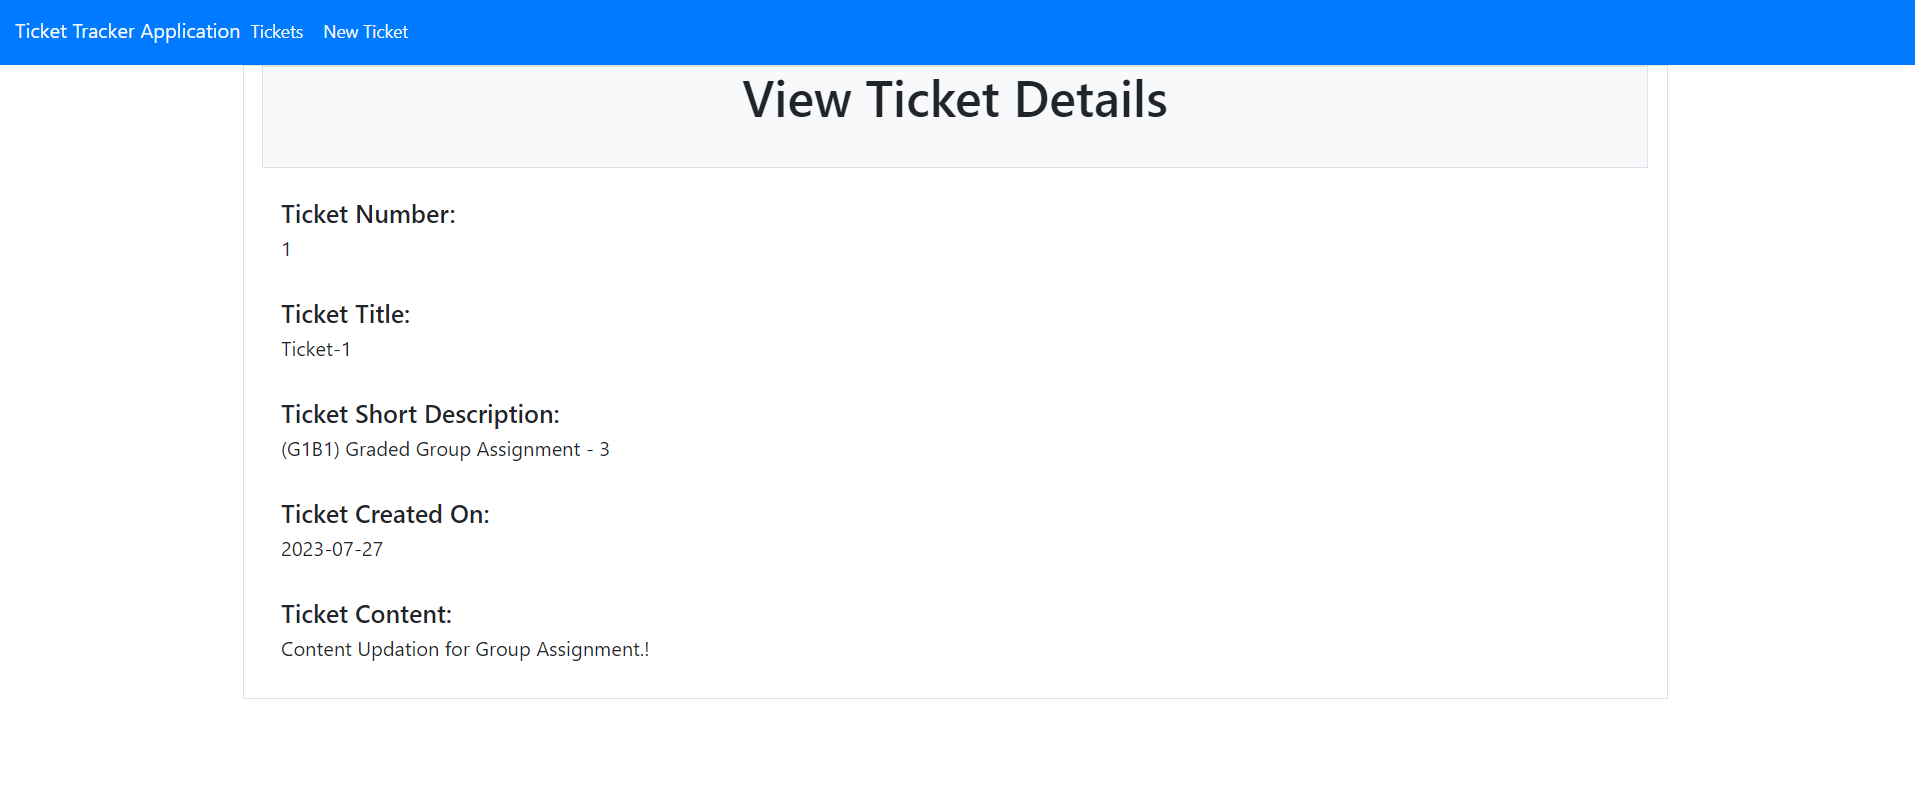 Ticket Tracker Application Tickets New Ticket
View Ticket Details
Ticket Number:
1
Ticket Title:
Ticket-1
Ticket Short Description:
(G1B1) Graded Group Assignment - 3
Ticket Created On:
2023-07-27
Ticket Content:
Content Updation for Group Assignment.!